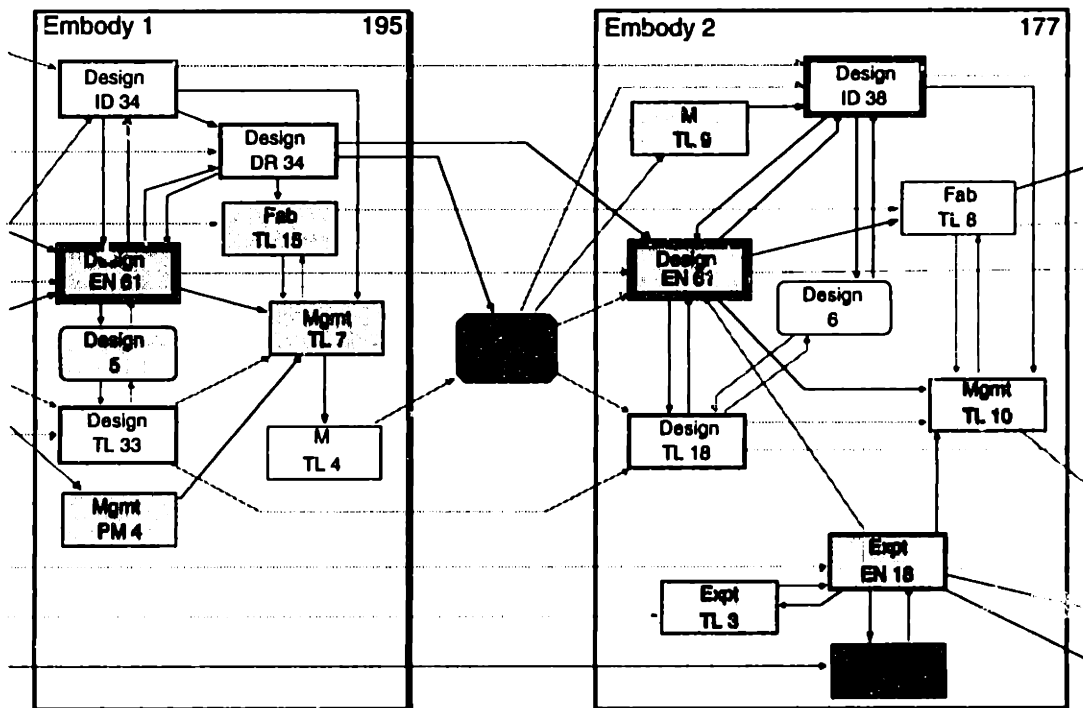 Embody 1 195
Design
ID 34
Design
DR 34
Fab
TL 15
Design
EN 61
Mgmt
TL 7
Design
5
Design
TL 33
M
TL 4
Mgmt
PM 4
Embody 2 177
Design
ID 38
M
TL 9
Fab
TL 8
Design
EN 61
Design
6
Mgmt
TL 10
Design
TL 18
Expt
EN 18
Expt
TL 3